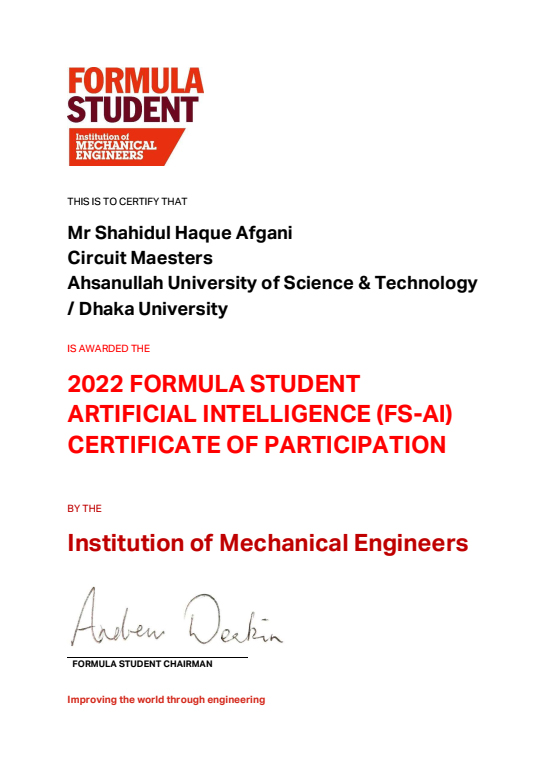 FORMULA
STUDENT
Institution of
MECHANICAL
ENGINEERS
THIS IS TO CERTIFY THAT
Mr Shahidul Haque Afgani
Circuit Maesters
Ahsanullah University of Science & Technology
/ Dhaka University
IS AWARDED THE
2022 FORMULA STUDENT
ARTIFICIAL INTELLIGENCE (FS-AI)
CERTIFICATE OF PARTICIPATION
BY THE
Institution of Mechanical Engineers
Andrew Deakin
FORMULA STUDENT CHAIRMAN
Improving the world through engineering